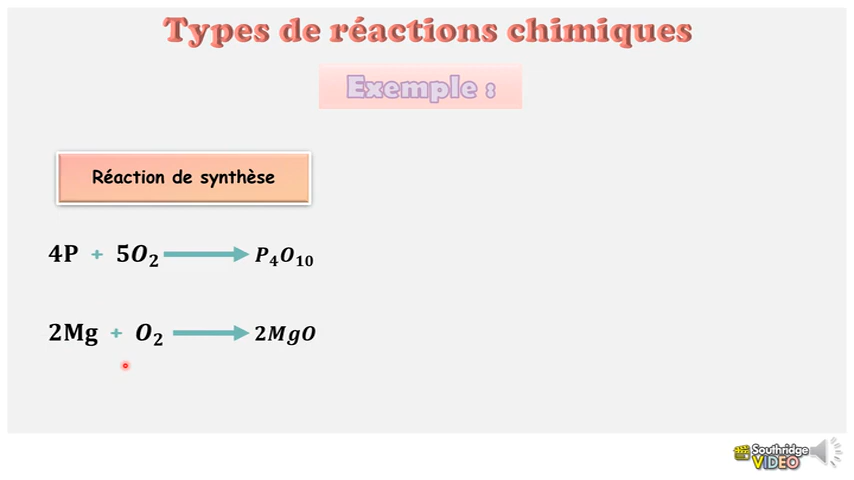 Types de réactions chimiques
Exemple :
Réaction de synthèse
4P + 5O₂ ⟶ P₄O₁₀
2Mg + O₂ ⟶ 2MgO
Southridge
VIDEO